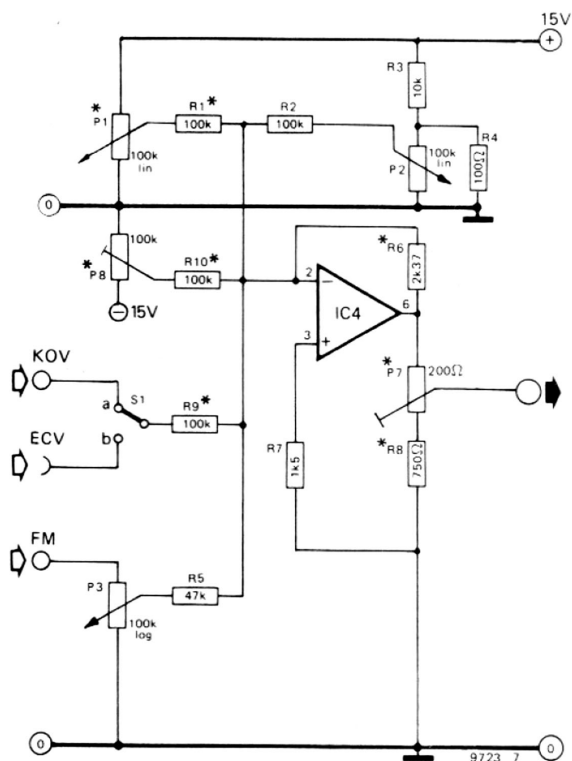 15V
+
R3
10k
*
P1
100k
lin
R1*
100k
R2
100k
R4
100Ω
100k
lin
P2
0
100k
*
P8
R10*
100k
− 15V
*R6
2k37
2
−
IC4
6
3
+
KOV
a
S1
b
R9*
100k
ECV
*
P7
200Ω
*
R8
750Ω
R7
1k5
FM
P3
100k
log
R5
47k
0
0
9723 7